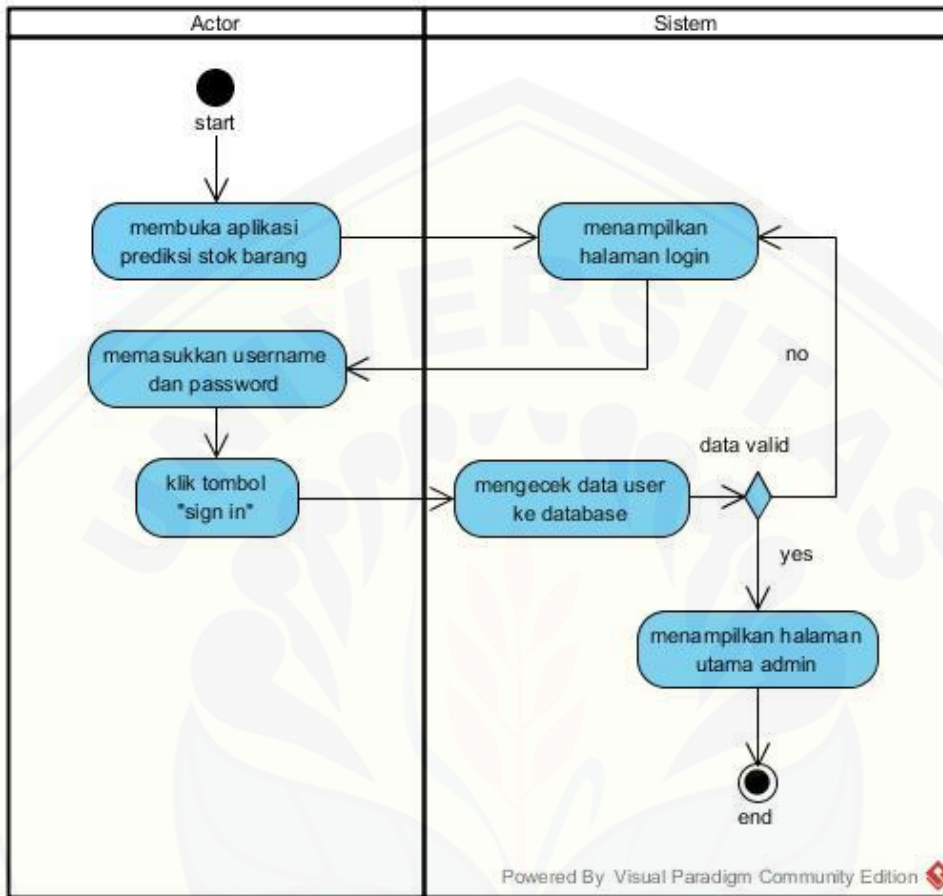 Actor
Sistem
start
membuka aplikasi
prediksi stok barang
menampilkan
halaman login
memasukkan username
dan password
no
data valid
klik tombol
"sign in"
mengecek data user
ke database
yes
menampilkan halaman
utama admin
end
Powered By Visual Paradigm Community Edition
UNIVERSITAS